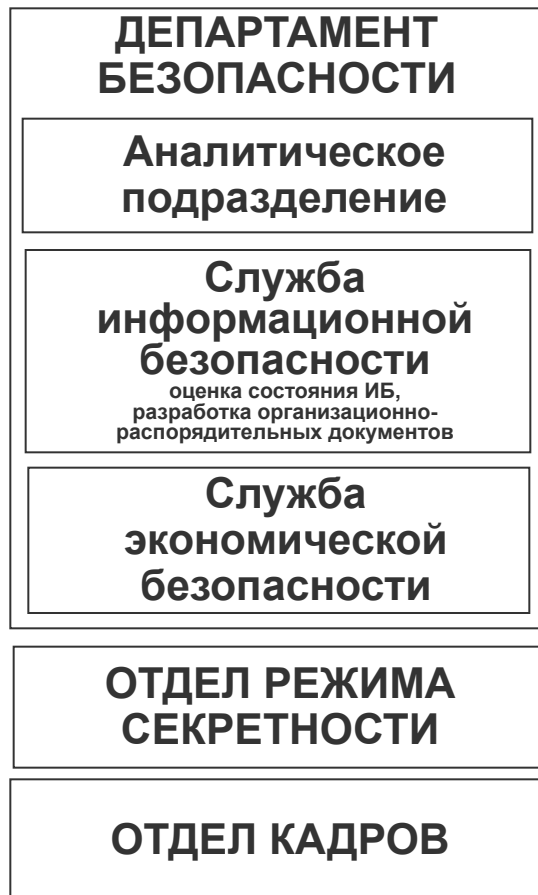 ДЕПАРТАМЕНТ
БЕЗОПАСНОСТИ
Аналитическое
подразделение
Служба
информационной
безопасности
оценка состояния ИБ,
разработка организационно-
распорядительных документов
Служба
экономической
безопасности
ОТДЕЛ РЕЖИМА
СЕКРЕТНОСТИ
ОТДЕЛ КАДРОВ